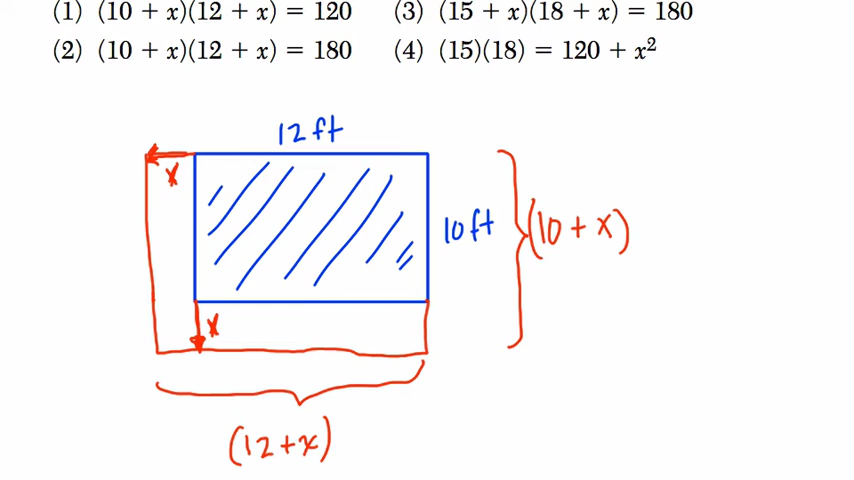 (1) (10 + x)(12 + x) = 120 (3) (15 + x)(18 + x) = 180
(2) (10 + x)(12 + x) = 180 (4) (15)(18) = 120 + x²
12 ft
x
10 ft (10 + x)
x
(12 + x)